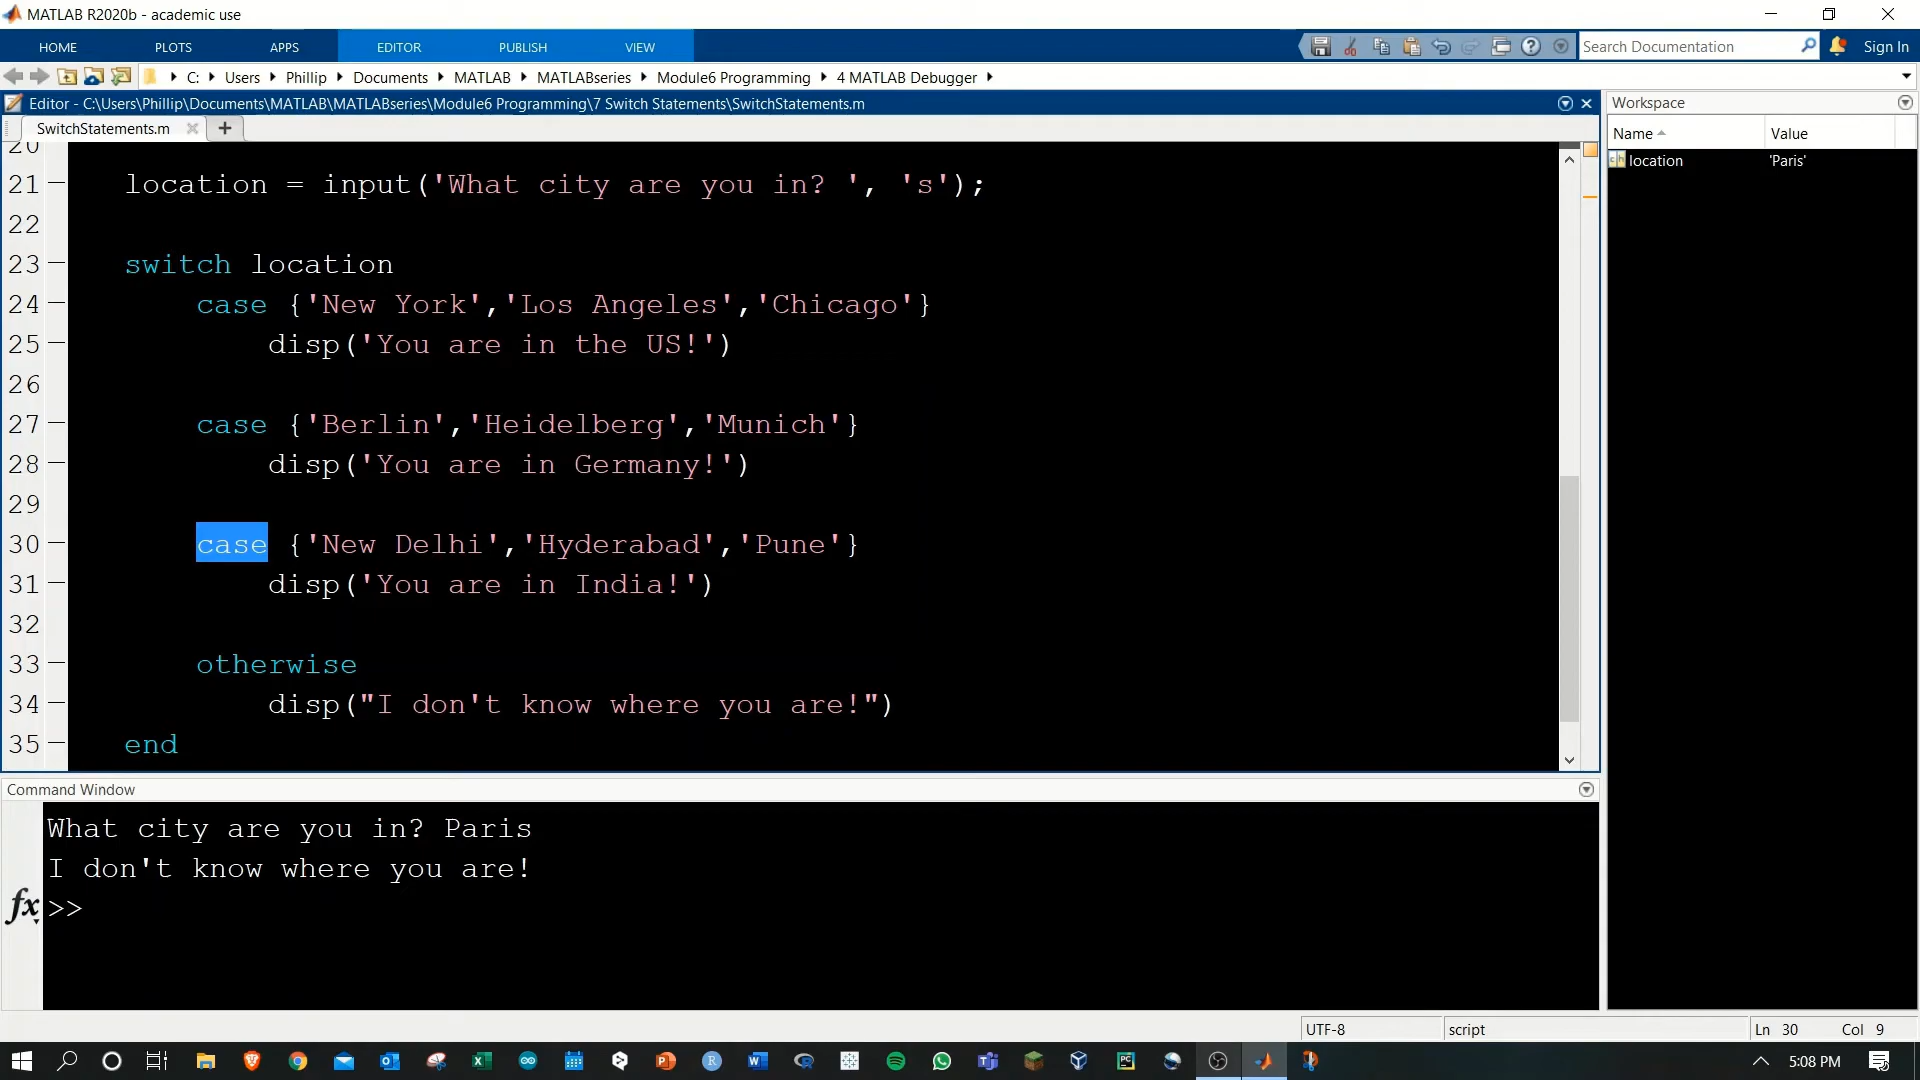 MATLAB R2020b - academic use
HOME PLOTS APPS EDITOR PUBLISH VIEW Search Documentation Sign In
C: Users Phillip Documents MATLAB MATLABseries Module6 Programming 4 MATLAB Debugger
Editor - C:\Users\Phillip\Documents\MATLAB\MATLABseries\Module6 Programming\7 Switch Statements\SwitchStatements.m
SwitchStatements.m
20
21 location = input('What city are you in? ', 's');
22
23 switch location
24 case {'New York','Los Angeles','Chicago'}
25 disp('You are in the US!')
26
27 case {'Berlin','Heidelberg','Munich'}
28 disp('You are in Germany!')
29
30 case {'New Delhi','Hyderabad','Pune'}
31 disp('You are in India!')
32
33 otherwise
34 disp("I don't know where you are!")
35 end
Workspace
Name Value
location 'Paris'
Command Window
What city are you in? Paris
I don't know where you are!
fx >>
UTF-8 script Ln 30 Col 9
5:08 PM